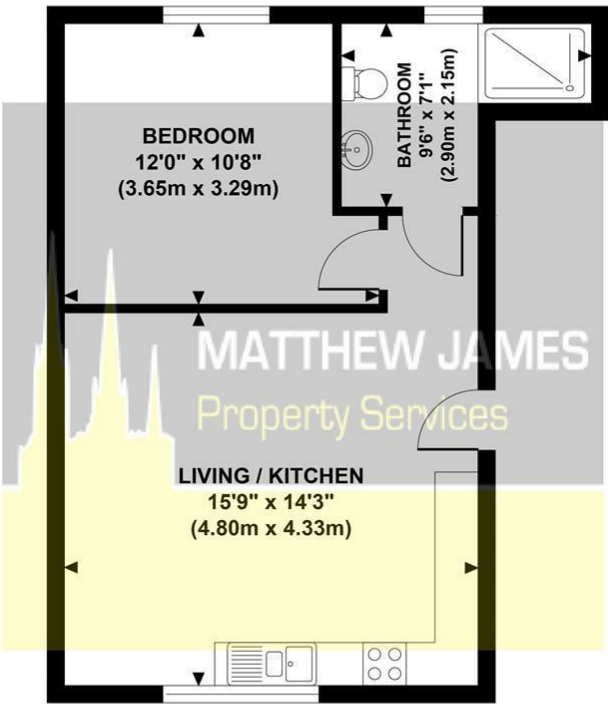 BEDROOM
12'0" x 10'8"
(3.65m x 3.29m)
BATHROOM
9'6" x 7'1"
(2.90m x 2.15m)
MATTHEW JAMES
Property Services
LIVING / KITCHEN
15'9" x 14'3"
(4.80m x 4.33m)